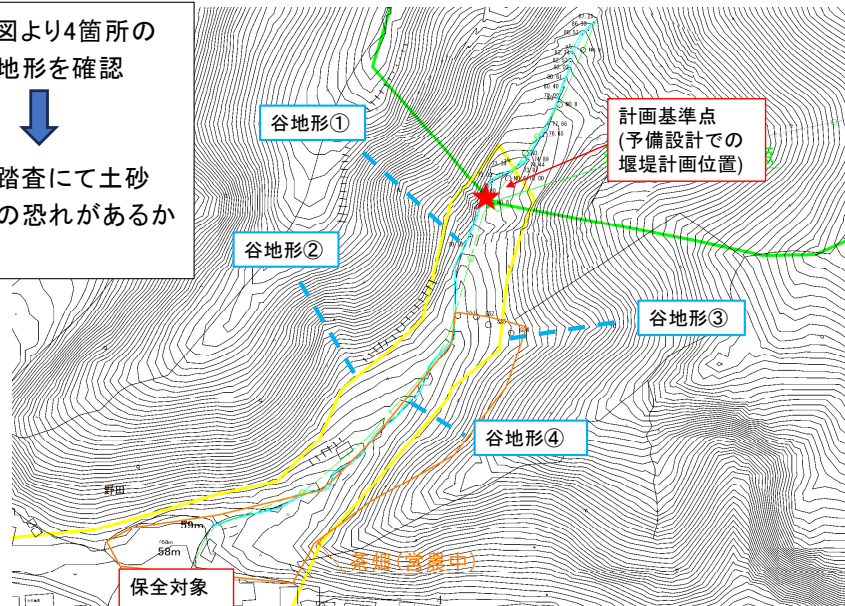 図より4箇所の
地形を確認
踏査にて土砂
の恐れがあるか
谷地形①
計画基準点
(予備設計での
堰堤計画位置)
谷地形②
谷地形③
谷地形④
野田
59m
58m
茶畑(営農中)
保全対象